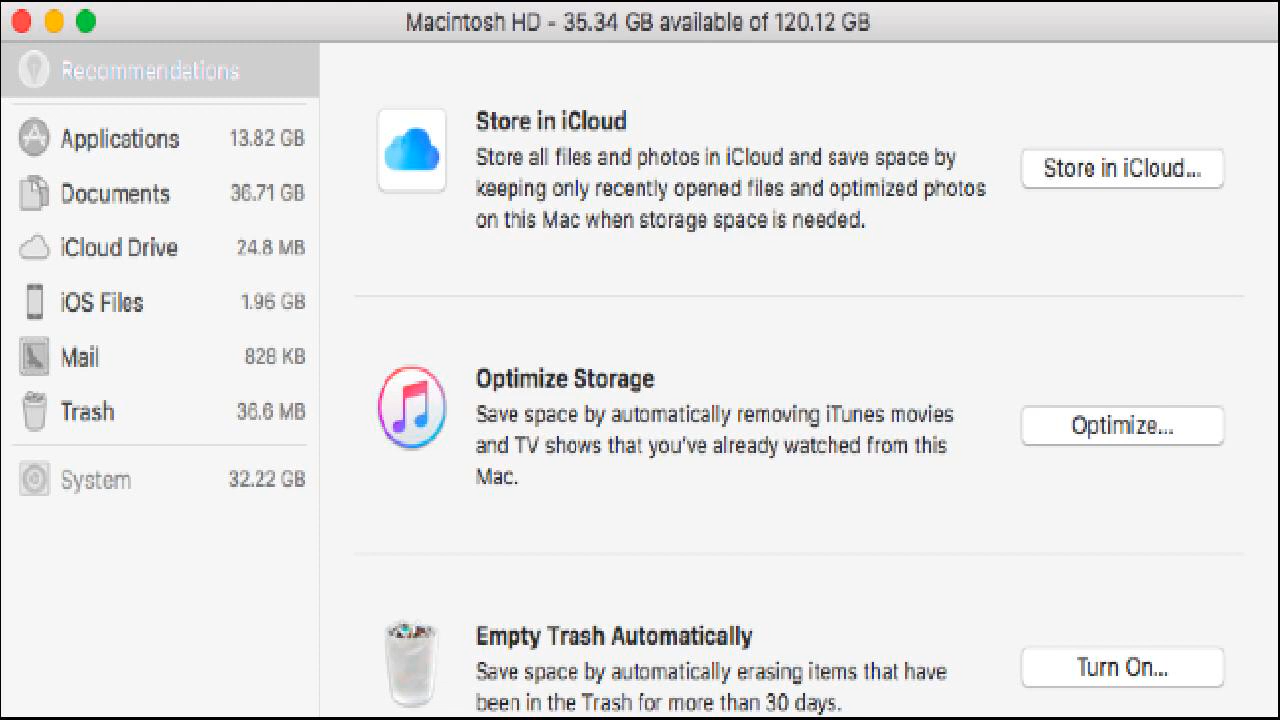 Macintosh HD - 35.34 GB available of 120.12 GB
Recommendations
Applications 13.82 GB
Documents 36.71 GB
iCloud Drive 24.8 MB
iOS Files 1.96 GB
Mail 828 KB
Trash 36.6 MB
System 32.22 GB
Store in iCloud
Store all files and photos in iCloud and save space by
keeping only recently opened files and optimized photos
on this Mac when storage space is needed.
Store in iCloud...
Optimize Storage
Save space by automatically removing iTunes movies
and TV shows that you've already watched from this
Mac.
Optimize...
Empty Trash Automatically
Save space by automatically erasing items that have
been in the Trash for more than 30 days.
Turn On...